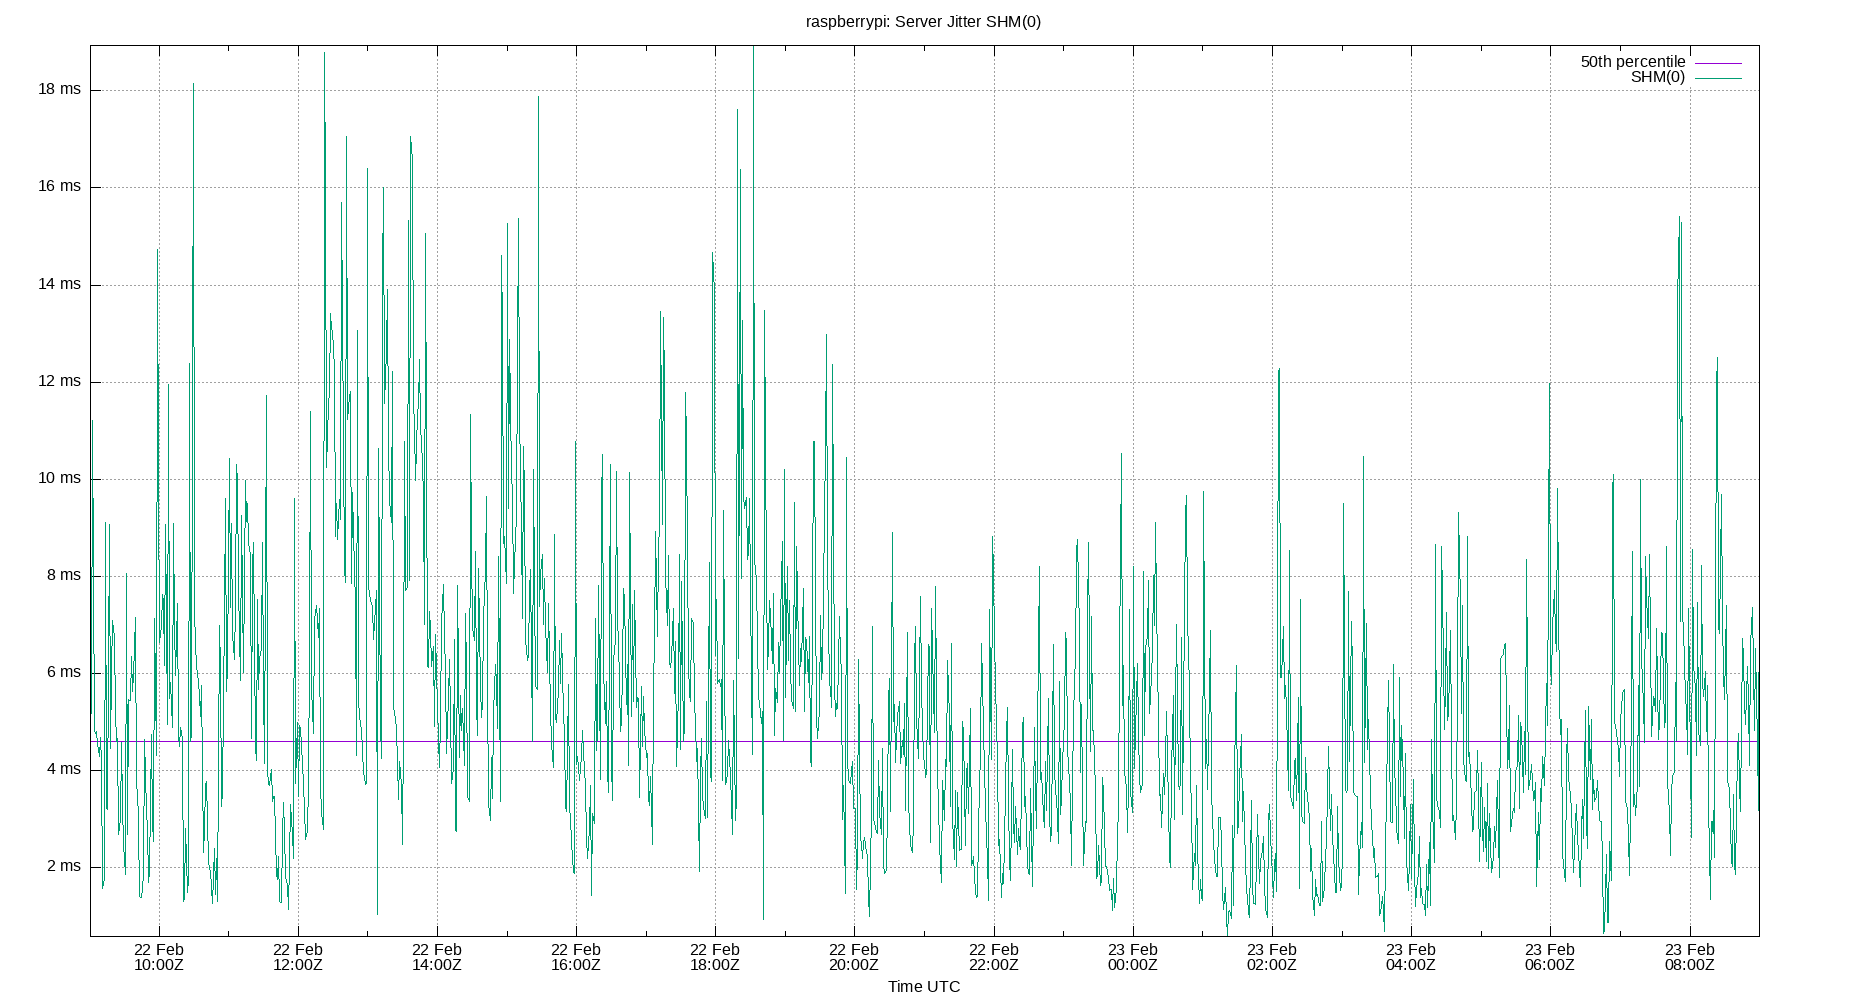 raspberrypi: Server Jitter SHM(0)
50th percentile
SHM(0)
18 ms
16 ms
14 ms
12 ms
10 ms
8 ms
6 ms
4 ms
2 ms
22 Feb 22 Feb 22 Feb 22 Feb 22 Feb 22 Feb 22 Feb 23 Feb 23 Feb 23 Feb 23 Feb 23 Feb
10:00Z 12:00Z 14:00Z 16:00Z 18:00Z 20:00Z 22:00Z 00:00Z 02:00Z 04:00Z 06:00Z 08:00Z
Time UTC